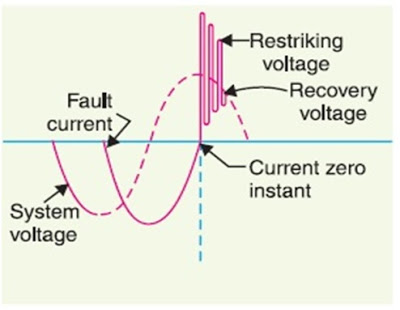 Restriking
voltage
Recovery
voltage
Fault
current
Current zero
instant
System
voltage